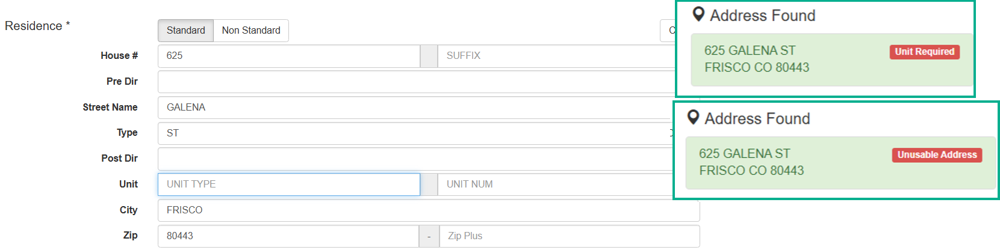 Residence *
Standard
Non Standard
C
House #
625
SUFFIX
Pre Dir
Street Name
GALENA
Type
ST
Post Dir
Unit
UNIT TYPE
UNIT NUM
City
FRISCO
Zip
80443
-
Zip Plus
Address Found
625 GALENA ST
Unit Required
FRISCO CO 80443
Address Found
625 GALENA ST
Unusable Address
FRISCO CO 80443